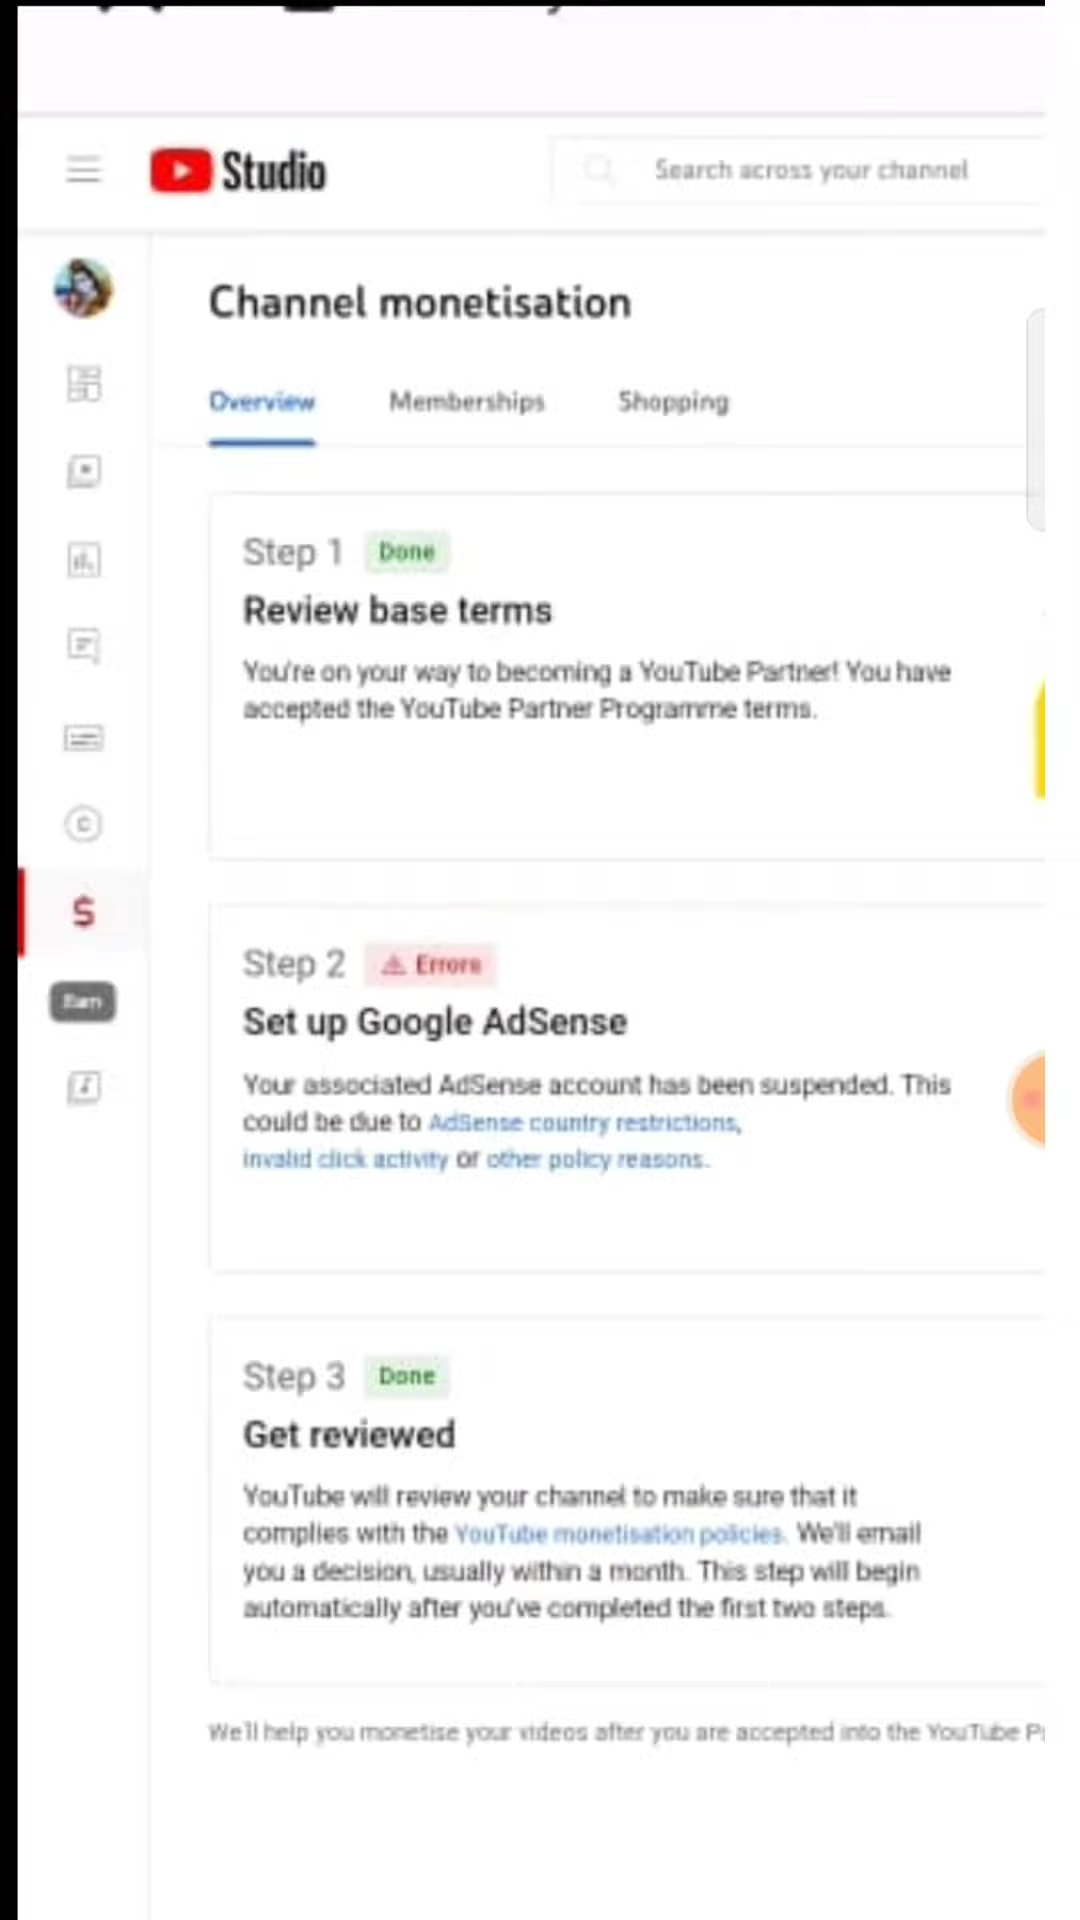 Studio
Search across your channel
Channel monetisation
Overview Memberships Shopping
Step 1 Done
Review base terms
You're on your way to becoming a YouTube Partner! You have
accepted the YouTube Partner Programme terms.
Step 2 Errors
Set up Google AdSense
Your associated AdSense account has been suspended. This
could be due to AdSense country restrictions,
invalid click activity or other policy reasons.
Earn
Step 3 Done
Get reviewed
YouTube will review your channel to make sure that it
complies with the YouTube monetisation policies. We'll email
you a decision, usually within a month. This step will begin
automatically after you've completed the first two steps.
We'll help you monetise your videos after you are accepted into the YouTube